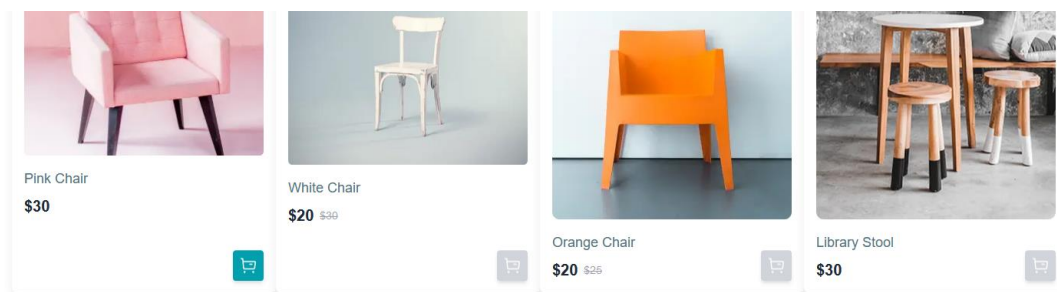 Pink Chair
$30
White Chair
$20 $30
Orange Chair
$20 $25
Library Stool
$30